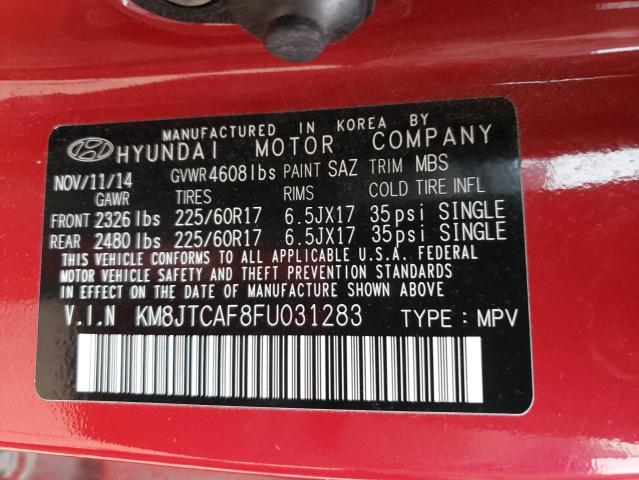 MANUFACTURED IN KOREA BY
HYUNDAI MOTOR COMPANY
NOV/11/14 GVWR 4608lbs PAINT SAZ TRIM MBS
GAWR TIRES RIMS COLD TIRE INFL
FRONT 2326 lbs 225/60R17 6.5JX17 35psi SINGLE
REAR 2480 lbs 225/60R17 6.5JX17 35psi SINGLE
THIS VEHICLE CONFORMS TO ALL APPLICABLE U.S.A. FEDERAL
MOTOR VEHICLE SAFETY AND THEFT PREVENTION STANDARDS
IN EFFECT ON THE DATE OF MANUFACTURE SHOWN ABOVE.
V.I.N KM8JTCAF8FU031283 TYPE : MPV